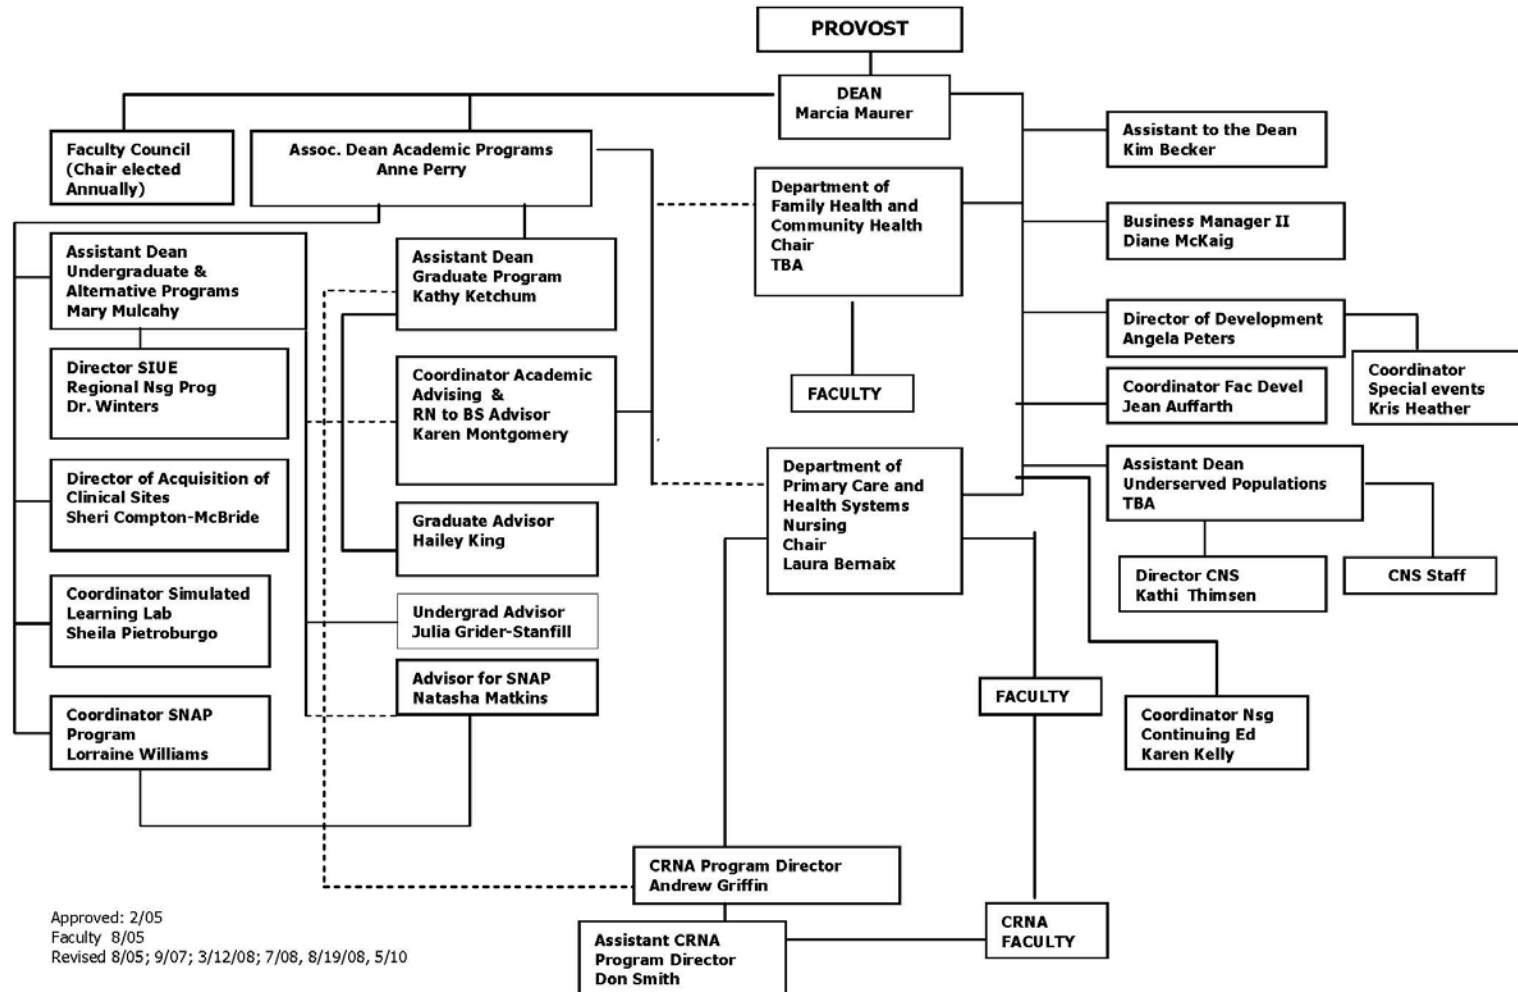 PROVOST
DEAN
Marcia Maurer
Faculty Council
(Chair elected
Annually)
Assoc. Dean Academic Programs
Anne Perry
Assistant to the Dean
Kim Becker
Department of
Family Health and
Community Health
Chair
TBA
Business Manager II
Diane McKaig
Assistant Dean
Undergraduate &
Alternative Programs
Mary Mulcahy
Assistant Dean
Graduate Program
Kathy Ketchum
Director of Development
Angela Peters
Coordinator
Special events
Kris Heather
Director SIUE
Regional Nsg Prog
Dr. Winters
Coordinator Academic
Advising &
RN to BS Advisor
Karen Montgomery
FACULTY
Coordinator Fac Devel
Jean Auffarth
Director of Acquisition of
Clinical Sites
Sheri Compton-McBride
Graduate Advisor
Hailey King
Department of
Primary Care and
Health Systems
Nursing
Chair
Laura Bernaix
Assistant Dean
Underserved Populations
TBA
Director CNS
Kathi Thimsen
CNS Staff
Coordinator Simulated
Learning Lab
Sheila Pietroburgo
Undergrad Advisor
Julia Grider-Stanfill
Advisor for SNAP
Natasha Matkins
FACULTY
Coordinator Nsg
Continuing Ed
Karen Kelly
Coordinator SNAP
Program
Lorraine Williams
CRNA Program Director
Andrew Griffin
Assistant CRNA
Program Director
Don Smith
CRNA
FACULTY
Approved: 2/05
Faculty 8/05
Revised 8/05; 9/07; 3/12/08; 7/08, 8/19/08, 5/10